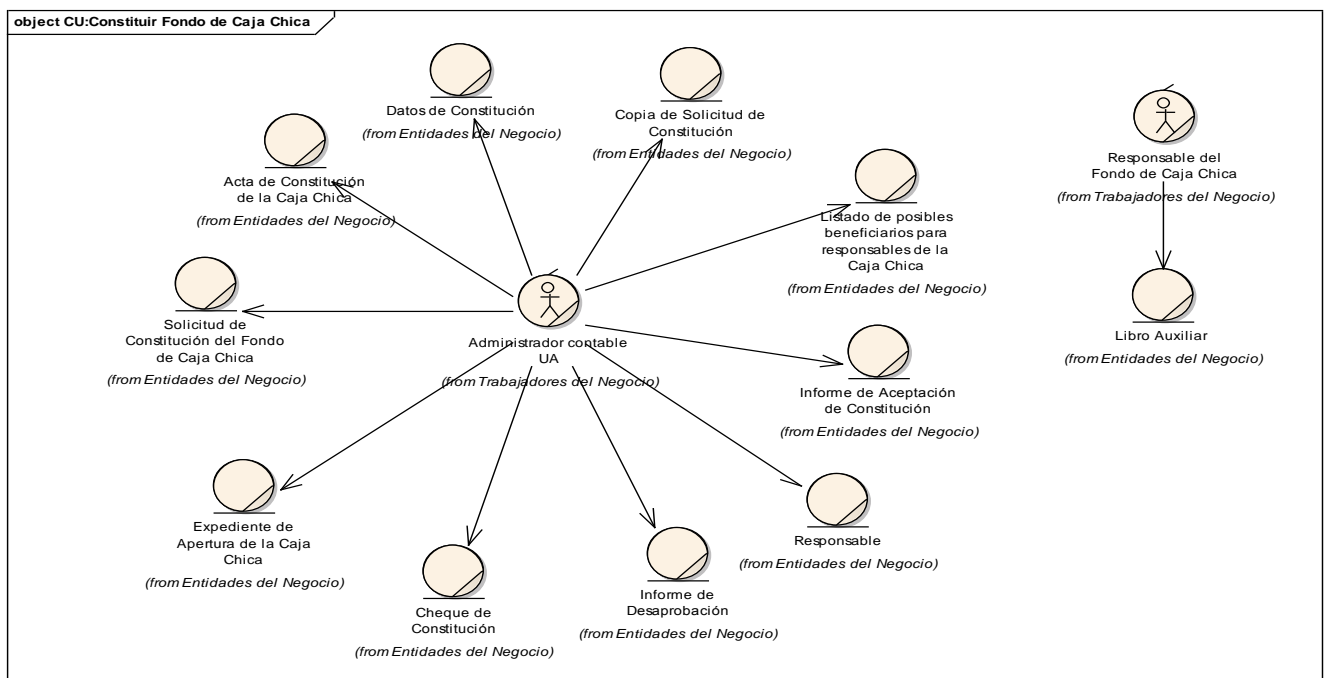 object CU:Constituir Fondo de Caja Chica
Datos de Constitución
(from Entidades del Negocio)
Copia de Solicitud de
Constitución
(from Entidades del Negocio)
Acta de Constitución
de la Caja Chica
(from Entidades del Negocio)
Listado de posibles
beneficiarios para
responsables de la
Caja Chica
(from Entidades del Negocio)
Responsable del
Fondo de Caja Chica
(from Trabajadores del Negocio)
Solicitud de
Constitución del Fondo
de Caja Chica
(from Entidades del Negocio)
Administrador contable
UA
(from Trabajadores del Negocio)
Informe de Aceptación
de Constitución
(from Entidades del Negocio)
Libro Auxiliar
(from Entidades del Negocio)
Expediente de
Apertura de la Caja
Chica
(from Entidades del Negocio)
Cheque de
Constitución
(from Entidades del Negocio)
Informe de
Desaprobación
(from Entidades del Negocio)
Responsable
(from Entidades del Negocio)